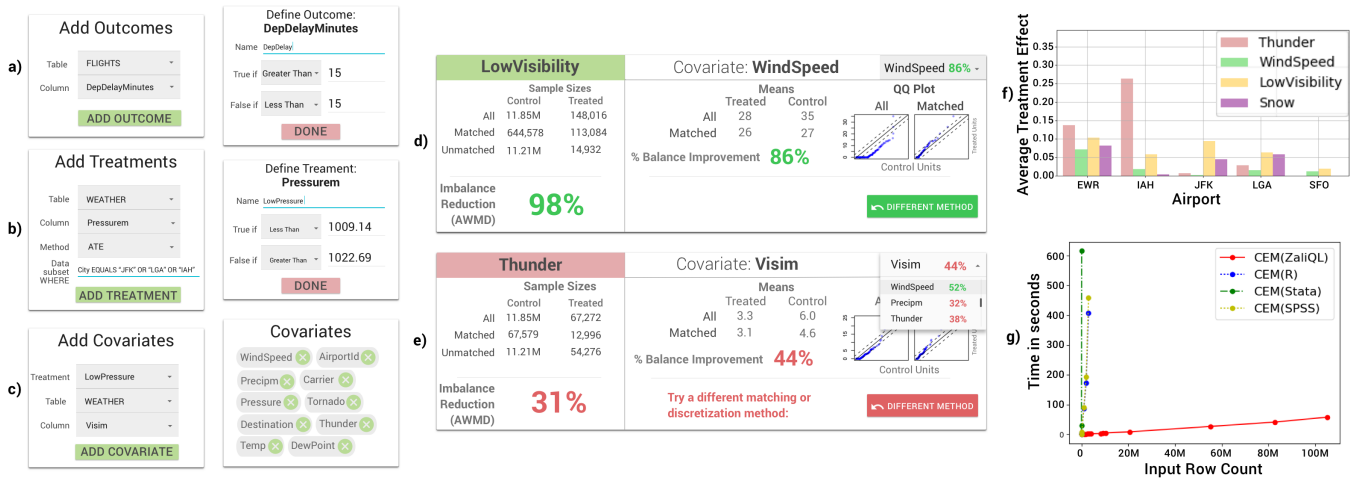 a)
Add Outcomes
Table FLIGHTS
Column DepDelayMinutes
ADD OUTCOME
Define Outcome:
DepDelayMinutes
Name DepDelay
True if Greater Than 15
False if Less Than 15
DONE
b)
Add Treatments
Table WEATHER
Column Pressurem
Method ATE
Data
subset
WHERE
City EQUALS "JFK" OR "LGA" OR "IAH"
ADD TREATMENT
Define Treament:
Pressurem
Name LowPressure
True if Less Than 1009.14
False if Greater Than 1022.69
DONE
c)
Add Covariates
Treatment LowPressure
Table WEATHER
Column Visim
ADD COVARIATE
Covariates
WindSpeed AirportId
Precipm Carrier
Pressure Tornado
Destination Thunder
Temp DewPoint
d)
LowVisibility
Sample Sizes
Control Treated
All 11.85M 148,016
Matched 644,578 113,084
Unmatched 11.21M 14,932
Imbalance
Reduction
(AWMD)
98%
Covariate: WindSpeed
WindSpeed 86%
Means
Treated Control
All 28 35
Matched 26 27
% Balance Improvement 86%
QQ Plot
All Matched
0 5 15 25 35
Treated Units
Control Units
DIFFERENT METHOD
e)
Thunder
Sample Sizes
Control Treated
All 11.85M 67,272
Matched 67,579 12,996
Unmatched 11.21M 54,276
Imbalance
Reduction
(AWMD)
31%
Covariate: Visim
Visim 44%
WindSpeed 52%
Precipm 32%
Thunder 38%
Means
Treated Control
All 3.3 6.0
Matched 3.1 4.6
% Balance Improvement 44%
Control Units
Try a different matching or
discretization method:
DIFFERENT METHOD
f)
Average Treatment Effect
0.35
0.30
0.25
0.20
0.15
0.10
0.05
0.00
Thunder
WindSpeed
LowVisibility
Snow
EWR IAH JFK LGA SFO
Airport
g)
Time in seconds
600
500
400
300
200
100
0
CEM(ZaliQL)
CEM(R)
CEM(Stata)
CEM(SPSS)
0 20M 40M 60M 80M 100M
Input Row Count